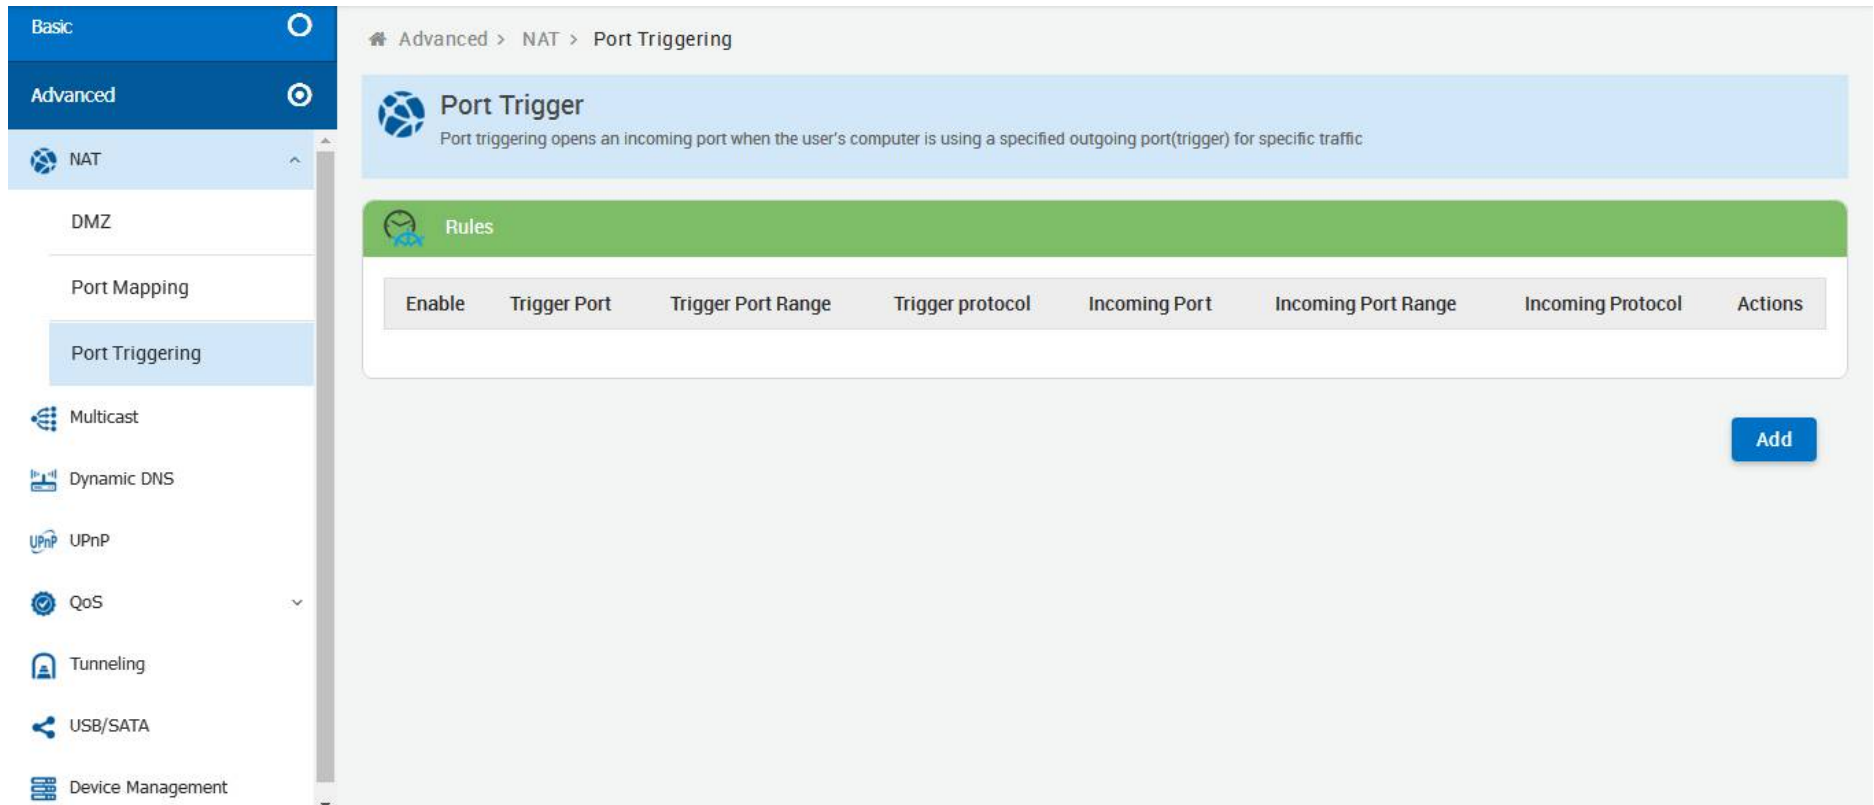 Basic
Advanced
NAT
DMZ
Port Mapping
Port Triggering
Multicast
Dynamic DNS
UPnP UPnP
QoS
Tunneling
USB/SATA
Device Management
Advanced > NAT > Port Triggering
Port Trigger
Port triggering opens an incoming port when the user's computer is using a specified outgoing port(trigger) for specific traffic
Rules
Enable Trigger Port Trigger Port Range Trigger protocol Incoming Port Incoming Port Range Incoming Protocol Actions
Add